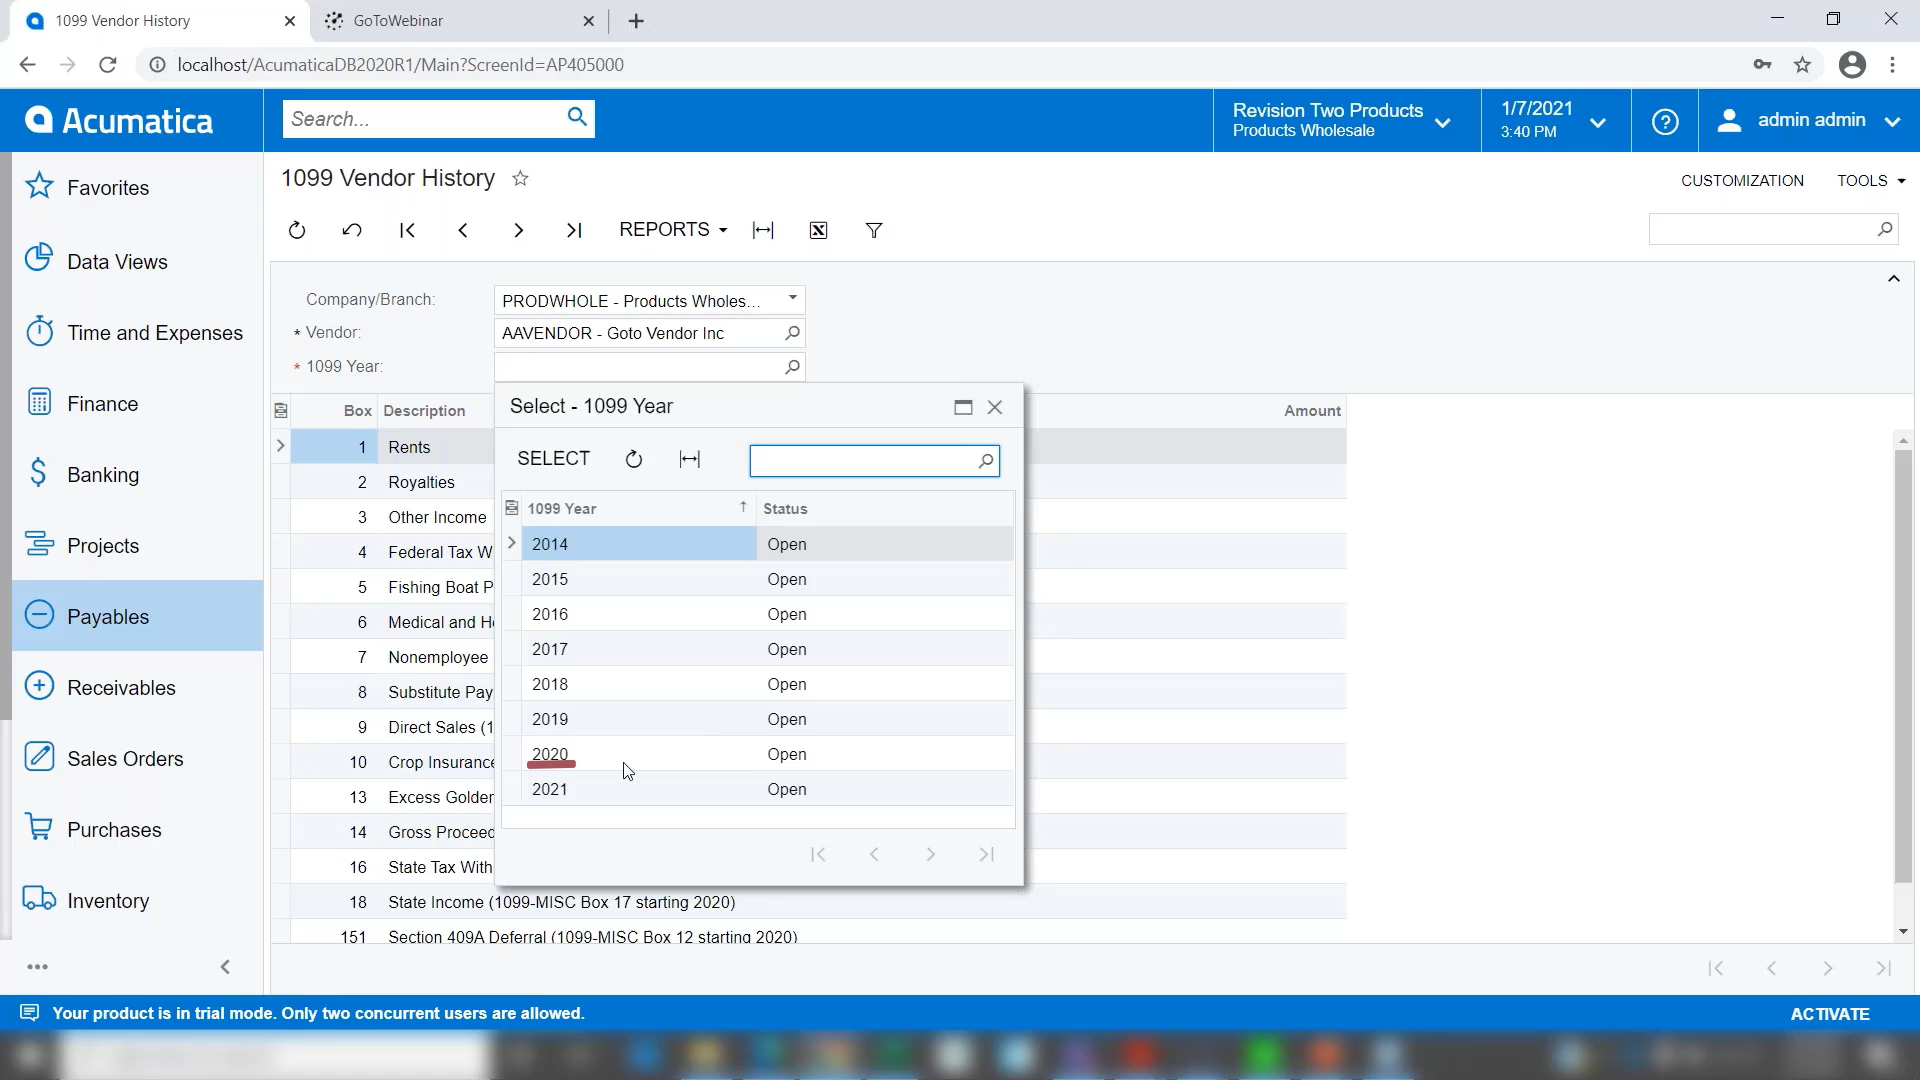 1099 Vendor History
GoToWebinar
localhost/AcumaticaDB2020R1/Main?ScreenId=AP405000
Acumatica
Search...
Revision Two Products
Products Wholesale
1/7/2021
3:40 PM
admin admin
Favorites
Data Views
Time and Expenses
Finance
Banking
Projects
Payables
Receivables
Sales Orders
Purchases
Inventory
1099 Vendor History
CUSTOMIZATION
TOOLS
REPORTS
Company/Branch:
PRODWHOLE - Products Wholes...
* Vendor:
AAVENDOR - Goto Vendor Inc
* 1099 Year:
Box Description Amount
1 Rents
2 Royalties
3 Other Income
4 Federal Tax W
5 Fishing Boat P
6 Medical and H
7 Nonemployee
8 Substitute Pay
9 Direct Sales (1
10 Crop Insurance
13 Excess Golden
14 Gross Proceed
16 State Tax With
18 State Income (1099-MISC Box 17 starting 2020)
151 Section 409A Deferral (1099-MISC Box 12 starting 2020)
Select - 1099 Year
SELECT
1099 Year Status
2014 Open
2015 Open
2016 Open
2017 Open
2018 Open
2019 Open
2020 Open
2021 Open
Your product is in trial mode. Only two concurrent users are allowed.
ACTIVATE